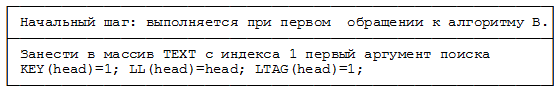 Начальный шаг: выполняется при первом обращении к алгоритму B.
Занести в массив TEXT с индекса 1 первый аргумент поиска
KEY(head)=1; LL(head)=head; LTAG(head)=1;